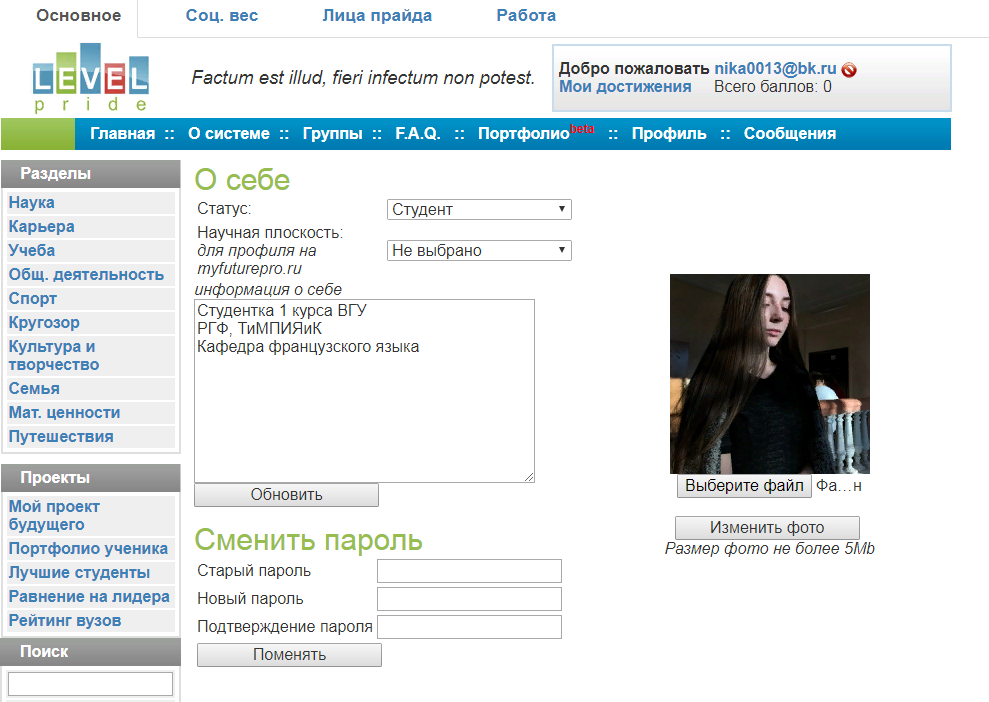 Основное Соц. вес Лица прайда Работа
LEVEL
pride
Factum est illud, fieri infectum non potest.
Добро пожаловать nika0013@bk.ru
Мои достижения Всего баллов: 0
Главная :: О системе :: Группы :: F.A.Q. :: Портфолио beta :: Профиль :: Сообщения
Разделы
Наука
Карьера
Учеба
Общ. деятельность
Спорт
Кругозор
Культура и
творчество
Семья
Мат. ценности
Путешествия
Проекты
Мой проект
будущего
Портфолио ученика
Лучшие студенты
Равнение на лидера
Рейтинг вузов
Поиск
О себе
Статус: Студент
Научная плоскость:
для профиля на
myfuturepro.ru
Не выбрано
информация о себе
Студентка 1 курса ВГУ
РГФ, ТиМПИЯиК
Кафедра французского языка
Обновить
Сменить пароль
Старый пароль
Новый пароль
Подтверждение пароля
Поменять
Выберите файл Фа...н
Изменить фото
Размер фото не более 5Mb